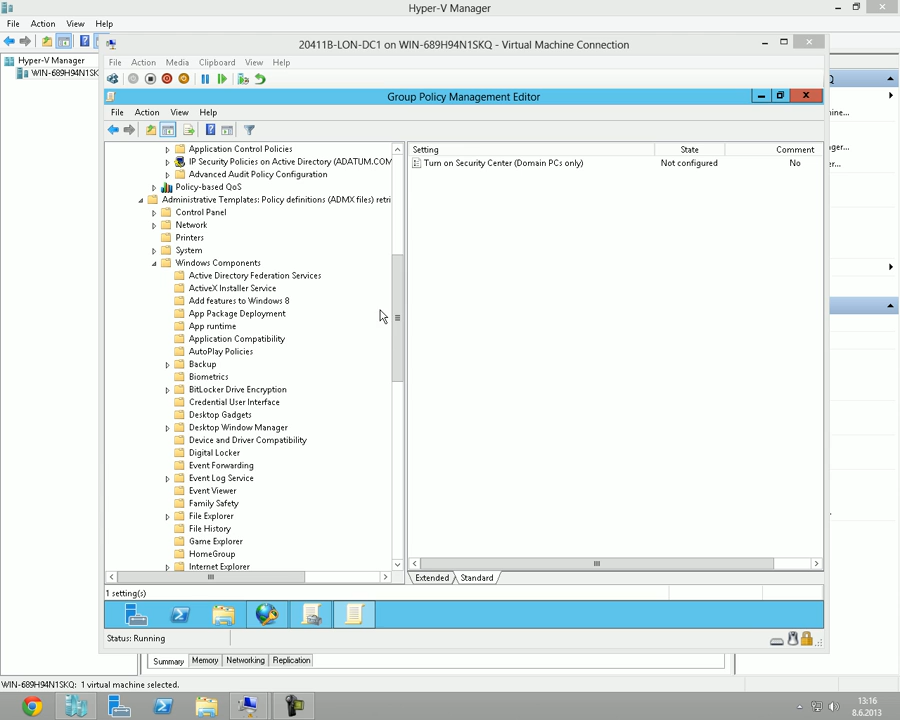 Hyper-V Manager
File Action View Help
Hyper-V Manager
WIN-689H94N1SK
20411B-LON-DC1 on WIN-689H94N1SKQ - Virtual Machine Connection
File Action Media Clipboard View Help
Group Policy Management Editor
File Action View Help
Application Control Policies
IP Security Policies on Active Directory (ADATUM.COM
Advanced Audit Policy Configuration
Policy-based QoS
Administrative Templates: Policy definitions (ADMX files) retri
Control Panel
Network
Printers
System
Windows Components
Active Directory Federation Services
ActiveX Installer Service
Add features to Windows 8
App Package Deployment
App runtime
Application Compatibility
AutoPlay Policies
Backup
Biometrics
BitLocker Drive Encryption
Credential User Interface
Desktop Gadgets
Desktop Window Manager
Device and Driver Compatibility
Digital Locker
Event Forwarding
Event Log Service
Event Viewer
Family Safety
File Explorer
File History
Game Explorer
HomeGroup
Internet Explorer
Setting State Comment
Turn on Security Center (Domain PCs only) Not configured No
Extended Standard
1 setting(s)
Status: Running
Q
ine...
ger...
r...
Summary Memory Networking Replication
WIN-689H94N1SKQ: 1 virtual machine selected.
13:16
8.6.2013